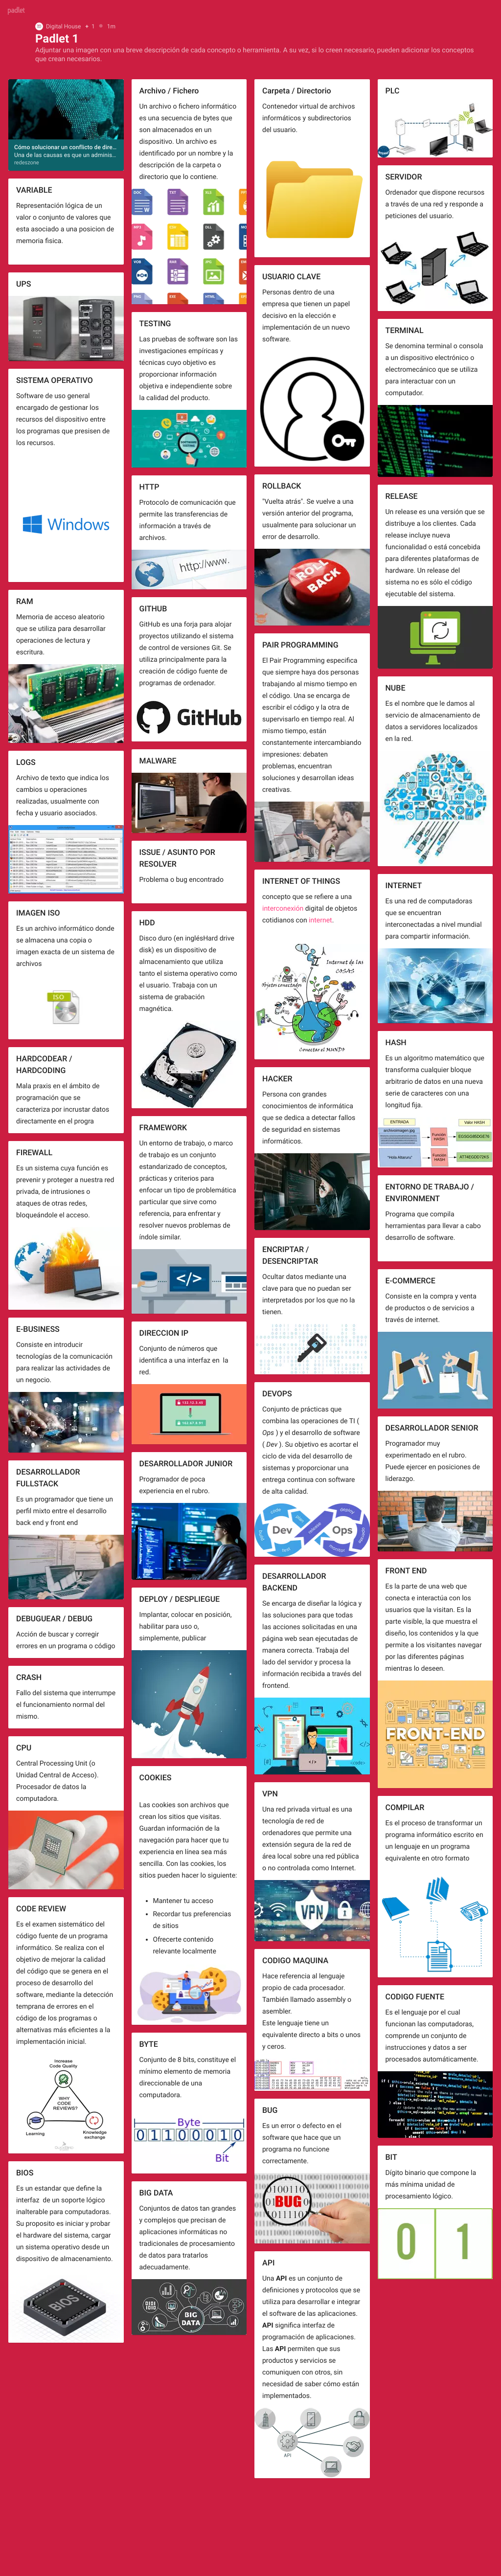 padlet
Digital House • 1 • 1m
Padlet 1
Adjuntar una imagen con una breve descripción de cada concepto o herramienta. A su vez, si lo creen necesario, pueden adicionar los conceptos
que crean necesarios.
Cómo solucionar un conflicto de dire...
Una de las causas es que un adminis...
redeszone
VARIABLE
Representación lógica de un
valor o conjunto de valores que
esta asociado a una posicion de
memoria fisica.
UPS
SISTEMA OPERATIVO
Software de uso general
encargado de gestionar los
recursos del dispositivo entre
los programas que presisen de
los recursos.
Windows
RAM
Memoria de acceso aleatorio
que se utiliza para desarrollar
operaciones de lectura y
escritura.
LOGS
Archivo de texto que indica los
cambios u operaciones
realizadas, usualmente con
fecha y usuario asociados.
IMAGEN ISO
Es un archivo informático donde
se almacena una copia o
imagen exacta de un sistema de
archivos
ISO
HARDCODEAR /
HARDCODING
Mala praxis en el ámbito de
programación que se
caracteriza por incrustar datos
directamente en el progra
FIREWALL
Es un sistema cuya función es
prevenir y proteger a nuestra red
privada, de intrusiones o
ataques de otras redes,
bloqueándole el acceso.
E-BUSINESS
Consiste en introducir
tecnologías de la comunicación
para realizar las actividades de
un negocio.
DESARROLLADOR
FULLSTACK
Es un programador que tiene un
perfil mixto entre el desarrollo
back end y front end
DEBUGUEAR / DEBUG
Acción de buscar y corregir
errores en un programa o código
CRASH
Fallo del sistema que interrumpe
el funcionamiento normal del
mismo.
CPU
Central Processing Unit (o
Unidad Central de Acceso).
Procesador de datos la
computadora.
CODE REVIEW
Es el examen sistemático del
código fuente de un programa
informático. Se realiza con el
objetivo de mejorar la calidad
del código que se genera en el
proceso de desarrollo del
software, mediante la detección
temprana de errores en el
código de los programas o
alternativas más eficientes a la
implementación inicial.
Increase
Code Quality
WHY
CODE
REVIEWS?
Learning
Knowledge
exchange
BIOS
Es un estandar que define la
interfaz de un soporte lógico
inalterable para computadoras.
Su proposito es iniciar y probar
el hardware del sistema, cargar
un sistema operativo desde un
dispositivo de almacenamiento.
BIOS
Archivo / Fichero
Un archivo o fichero informático
es una secuencia de bytes que
son almacenados en un
dispositivo. Un archivo es
identificado por un nombre y la
descripción de la carpeta o
directorio que lo contiene.
TESTING
Las pruebas de software son las
investigaciones empíricas y
técnicas cuyo objetivo es
proporcionar información
objetiva e independiente sobre
la calidad del producto.
HTTP
Protocolo de comunicación que
permite las transferencias de
información a través de
archivos.
http://www.
GITHUB
GitHub es una forja para alojar
proyectos utilizando el sistema
de control de versiones Git. Se
utiliza principalmente para la
creación de código fuente de
programas de ordenador.
GitHub
MALWARE
ISSUE / ASUNTO POR
RESOLVER
Problema o bug encontrado
HDD
Disco duro (en inglésHard drive
disk) es un dispositivo de
almacenamiento que utiliza
tanto el sistema operativo como
el usuario. Trabaja con un
sistema de grabación
magnética.
FRAMEWORK
Un entorno de trabajo, o marco
de trabajo es un conjunto
estandarizado de conceptos,
prácticas y criterios para
enfocar un tipo de problemática
particular que sirve como
referencia, para enfrentar y
resolver nuevos problemas de
índole similar.
</>
DIRECCION IP
Conjunto de números que
identifica a una interfaz en la
red.
DESARROLLADOR JUNIOR
Programador de poca
experiencia en el rubro.
DEPLOY / DESPLIEGUE
Implantar, colocar en posición,
habilitar para uso o,
simplemente, publicar
COOKIES
Las cookies son archivos que
crean los sitios que visitas.
Guardan información de la
navegación para hacer que tu
experiencia en línea sea más
sencilla. Con las cookies, los
sitios pueden hacer lo siguiente:
• Mantener tu acceso
• Recordar tus preferencias
de sitios
• Ofrecerte contenido
relevante localmente
BYTE
Conjunto de 8 bits, constituye el
mínimo elemento de memoria
direccionable de una
computadora.
Byte
01100010
Bit
BIG DATA
Conjuntos de datos tan grandes
y complejos que precisan de
aplicaciones informáticas no
tradicionales de procesamiento
de datos para tratarlos
adecuadamente.
BIG
DATA
Carpeta / Directorio
Contenedor virtual de archivos
informáticos y subdirectorios
del usuario.
USUARIO CLAVE
Personas dentro de una
empresa que tienen un papel
decisivo en la elección e
implementación de un nuevo
software.
ROLLBACK
"Vuelta atrás". Se vuelve a una
versión anterior del programa,
usualmente para solucionar un
error de desarrollo.
ROLL
BACK
PAIR PROGRAMMING
El Pair Programming especifica
que siempre haya dos personas
trabajando al mismo tiempo en
el código. Una se encarga de
escribir el código y la otra de
supervisarlo en tiempo real. Al
mismo tiempo, están
constantemente intercambiando
impresiones: debaten
problemas, encuentran
soluciones y desarrollan ideas
creativas.
INTERNET OF THINGS
concepto que se refiere a una
interconexión digital de objetos
cotidianos con internet.
Internet de las
COSAS
Objetos conectados
Conectar el MUNDO
HACKER
Persona con grandes
conocimientos de informática
que se dedica a detectar fallos
de seguridad en sistemas
informáticos.
ENCRIPTAR /
DESENCRIPTAR
Ocultar datos mediante una
clave para que no puedan ser
interpretados por los que no la
tienen.
DEVOPS
Conjunto de prácticas que
combina las operaciones de TI (
Ops ) y el desarrollo de software
( Dev ). Su objetivo es acortar el
ciclo de vida del desarrollo de
sistemas y proporcionar una
entrega continua con software
de alta calidad.
Dev
Ops
DESARROLLADOR
BACKEND
Se encarga de diseñar la lógica y
las soluciones para que todas
las acciones solicitadas en una
página web sean ejecutadas de
manera correcta. Trabaja del
lado del servidor y procesa la
información recibida a través del
frontend.
VPN
Una red privada virtual es una
tecnología de red de
ordenadores que permite una
extensión segura de la red de
área local sobre una red pública
o no controlada como Internet.
VPN
CODIGO MAQUINA
Hace referencia al lenguaje
propio de cada procesador.
También llamado assembly o
asembler.
Este lenguaje tiene un
equivalente directo a bits o unos
y ceros.
BUG
Es un error o defecto en el
software que hace que un
programa no funcione
correctamente.
BUG
API
Una API es un conjunto de
definiciones y protocolos que se
utiliza para desarrollar e integrar
el software de las aplicaciones.
API significa interfaz de
programación de aplicaciones.
Las API permiten que sus
productos y servicios se
comuniquen con otros, sin
necesidad de saber cómo están
implementados.
API
PLC
SERVIDOR
Ordenador que dispone recursos
a través de una red y responde a
peticiones del usuario.
TERMINAL
Se denomina terminal o consola
a un dispositivo electrónico o
electromecánico que se utiliza
para interactuar con un
computador.
RELEASE
Un release es una versión que se
distribuye a los clientes. Cada
release incluye nueva
funcionalidad o está concebida
para diferentes plataformas de
hardware. Un release del
sistema no es sólo el código
ejecutable del sistema.
NUBE
Es el nombre que le damos al
servicio de almacenamiento de
datos a servidores localizados
en la red.
INTERNET
Es una red de computadoras
que se encuentran
interconectadas a nivel mundial
para compartir información.
HASH
Es un algoritmo matemático que
transforma cualquier bloque
arbitrario de datos en una nueva
serie de caracteres con una
longitud fija.
ENTRADA
Valor HASH
Función
HASH
Función
HASH
ENTORNO DE TRABAJO /
ENVIRONMENT
Programa que compila
herramientas para llevar a cabo
desarrollo de software.
E-COMMERCE
Consiste en la compra y venta
de productos o de servicios a
través de internet.
DESARROLLADOR SENIOR
Programador muy
experimentado en el rubro.
Puede ejercer en posiciones de
liderazgo.
FRONT END
Es la parte de una web que
conecta e interactúa con los
usuarios que la visitan. Es la
parte visible, la que muestra el
diseño, los contenidos y la que
permite a los visitantes navegar
por las diferentes páginas
mientras lo deseen.
FRONT-END
COMPILAR
Es el proceso de transformar un
programa informático escrito en
un lenguaje en un programa
equivalente en otro formato
CODIGO FUENTE
Es el lenguaje por el cual
funcionan las computadoras,
comprende un conjunto de
instrucciones y datos a ser
procesados automáticamente.
BIT
Dígito binario que compone la
más mínima unidad de
procesamiento lógico.
0 1